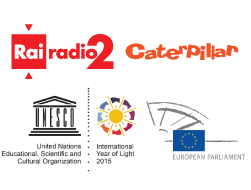 Rai radio2 Caterpillar
UNESCO
United Nations
Educational, Scientific and
Cultural Organization
International
Year of Light
2015
EUROPEAN PARLIAMENT